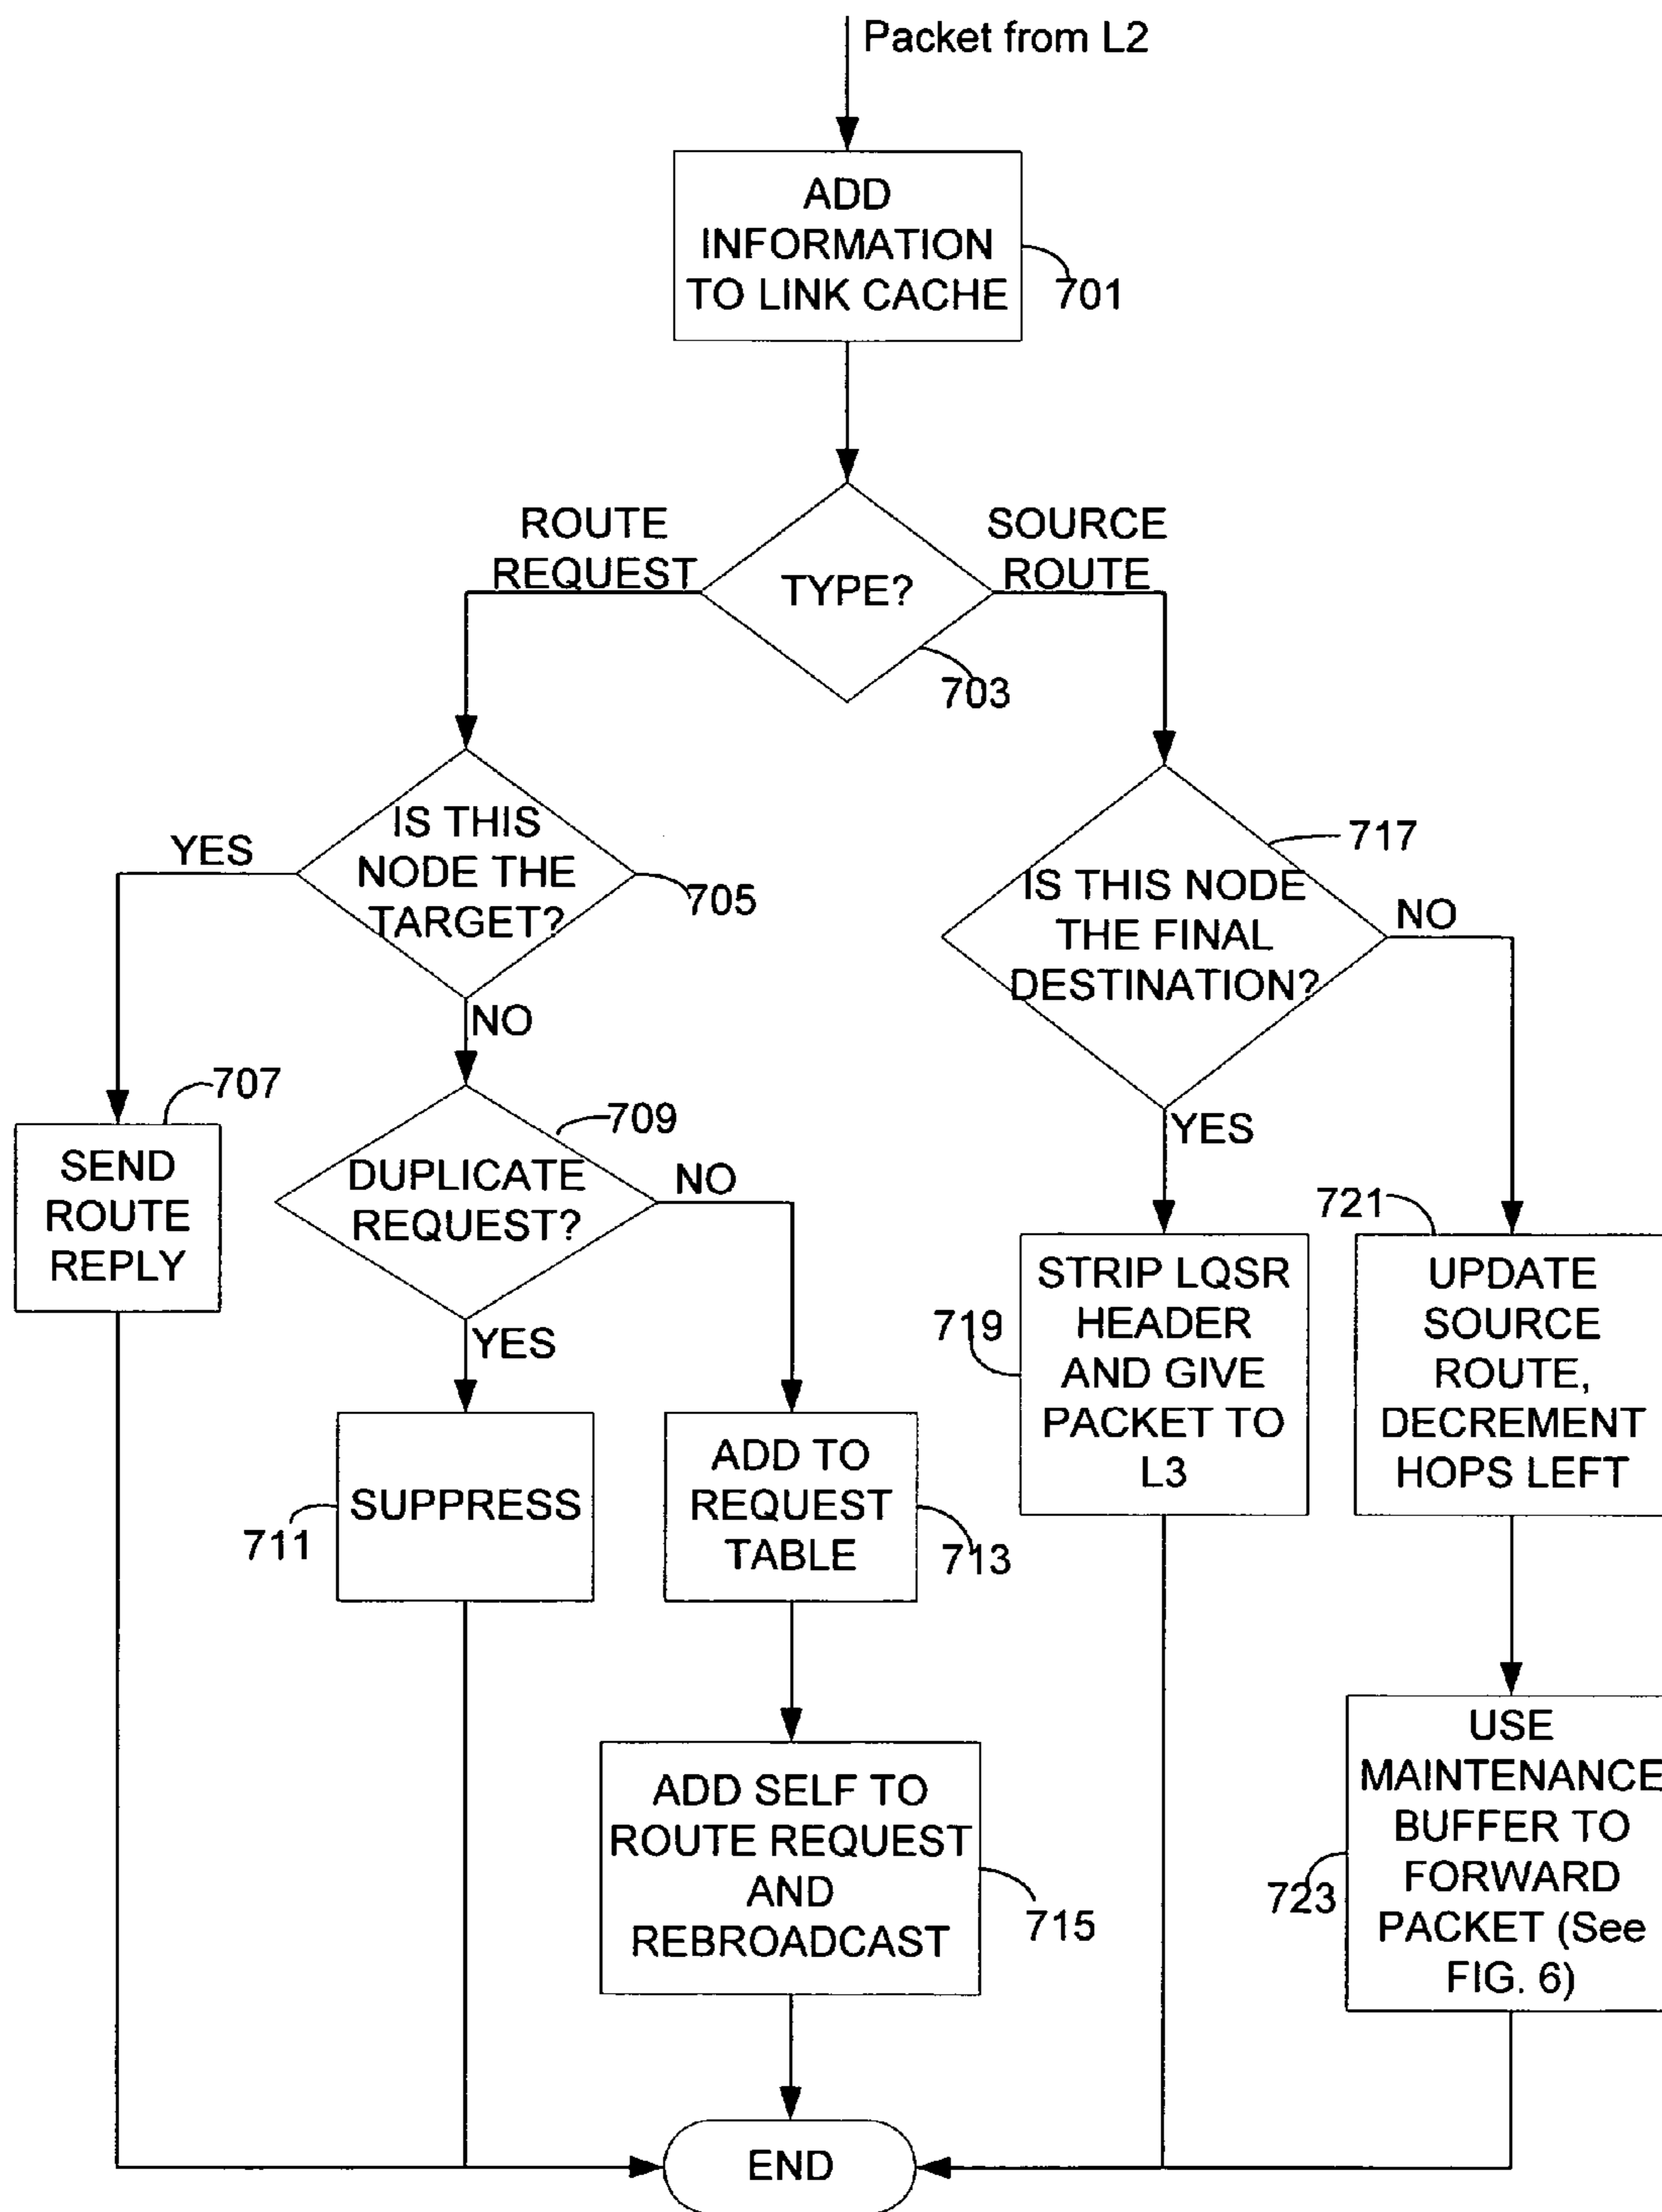 Packet from L2
ADD
INFORMATION
TO LINK CACHE
701
ROUTE
REQUEST
SOURCE
ROUTE
TYPE?
703
IS THIS
NODE THE
TARGET?
YES
705
NO
717
IS THIS NODE
THE FINAL
DESTINATION?
NO
YES
707
SEND
ROUTE
REPLY
709
DUPLICATE
REQUEST?
NO
YES
711
SUPPRESS
ADD TO
REQUEST
TABLE
713
719
STRIP LQSR
HEADER
AND GIVE
PACKET TO
L3
721
UPDATE
SOURCE
ROUTE,
DECREMENT
HOPS LEFT
ADD SELF TO
ROUTE REQUEST
AND
REBROADCAST
715
723
USE
MAINTENANCE
BUFFER TO
FORWARD
PACKET (See
FIG. 6)
END